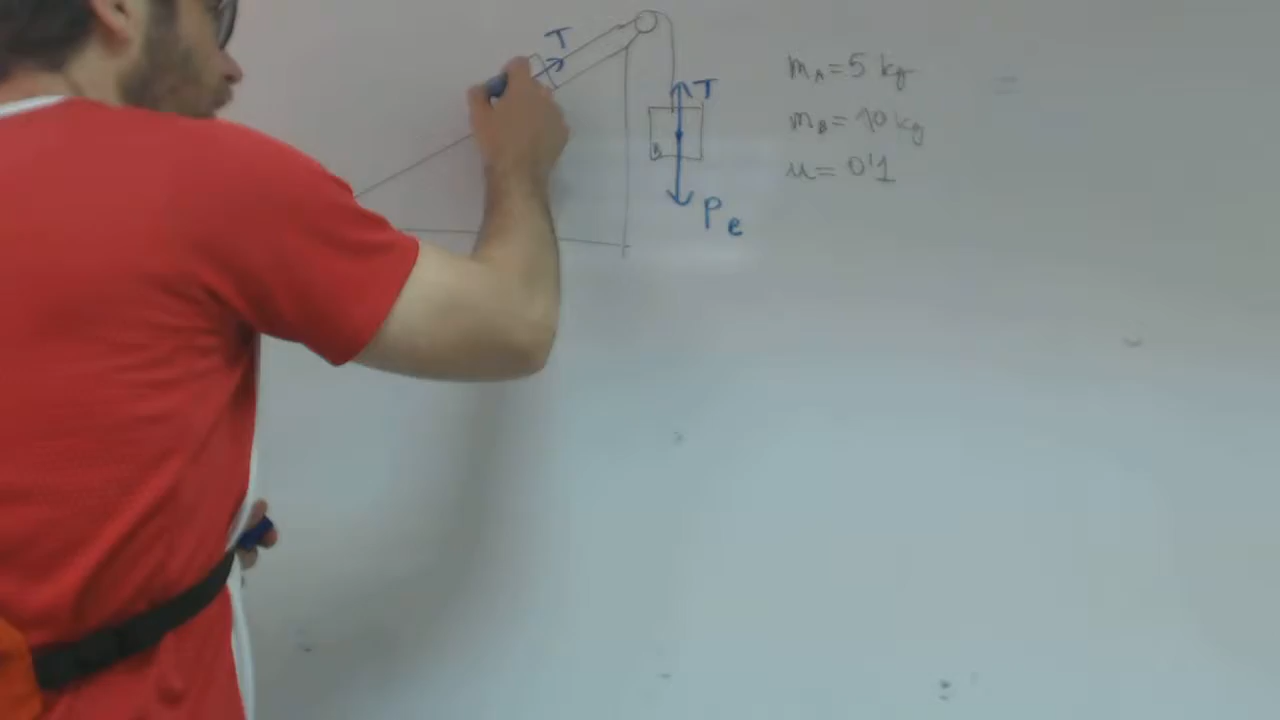 T
T
B
Pe
mA = 5 kg
mB = 10 kg
μ = 0'1